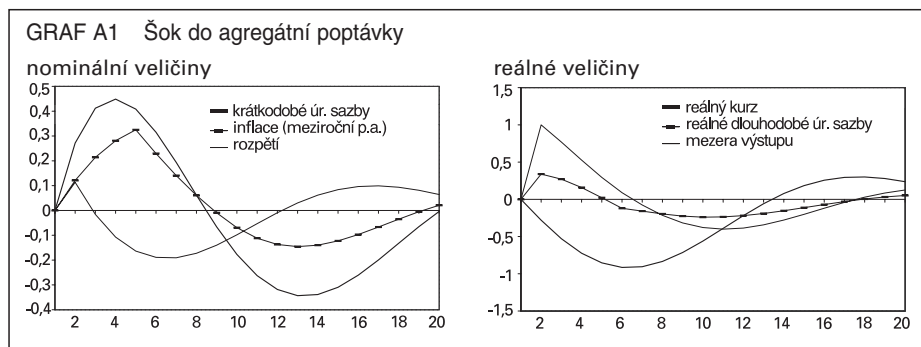 GRAF A1 Šok do agregátní poptávky
nominální veličiny
0,5
0,4
0,3
0,2
0,1
0
-0,1
-0,2
-0,3
-0,4
krátkodobé úr. sazby
inflace (meziroční p.a.)
rozpětí
2 4 6 8 10 12 14 16 18 20
reálné veličiny
1,5
1
0,5
0
-0,5
-1
-1,5
reálný kurz
reálné dlouhodobé úr. sazby
mezera výstupu
2 4 6 8 10 12 14 16 18 20